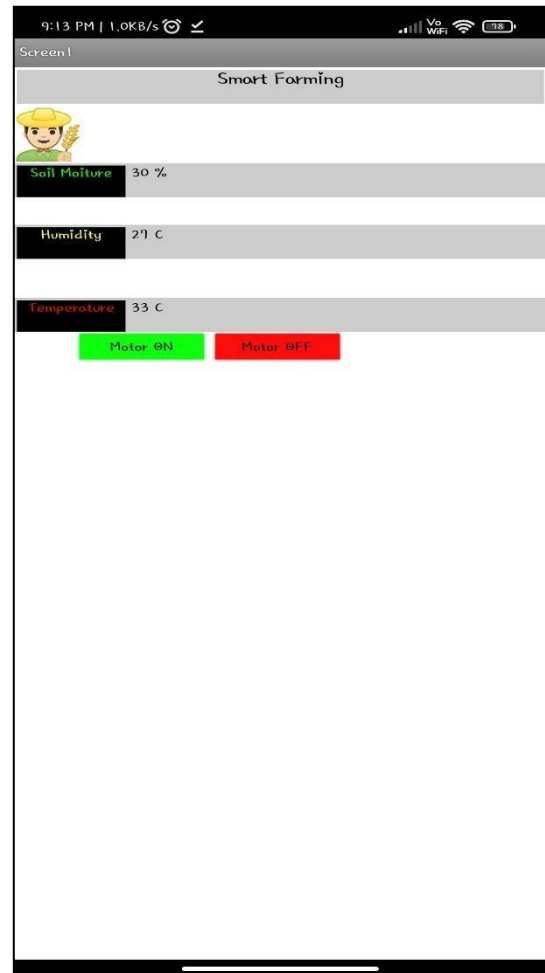 9:13 PM | 1.0KB/s
Vo WiFi 78
Screen1
Smart Farming
Soil Moiture 30 %
Humidity 27 C
Temperature 33 C
Motor ON Motor OFF